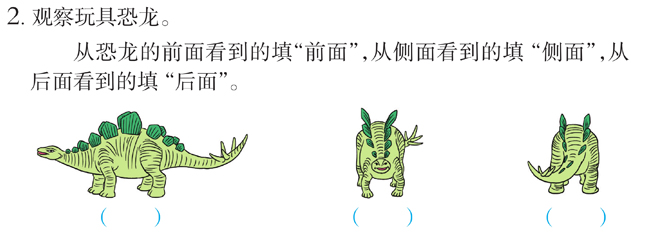 2. 观察玩具恐龙。
从恐龙的前面看到的填“前面”,从侧面看到的填“侧面”,从
后面看到的填“后面”。
( ) ( ) ( )